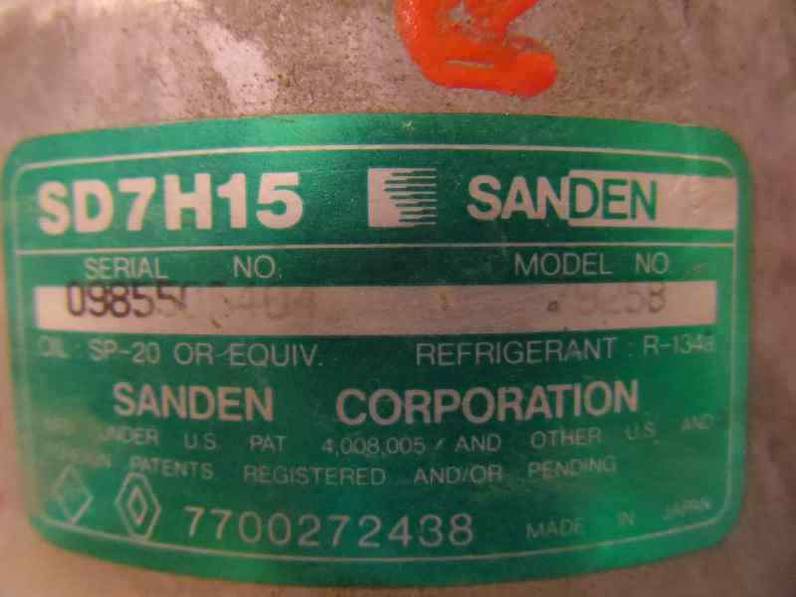 SD7H15 SANDEN
SERIAL NO. MODEL NO
OIL : SP-20 OR EQUIV. REFRIGERANT : R-134a
SANDEN CORPORATION
UNDER U.S. PAT 4,008,005 / AND OTHER U.S. AND
PATENTS REGISTERED AND/OR PENDING
7700272438 MADE IN JAPAN